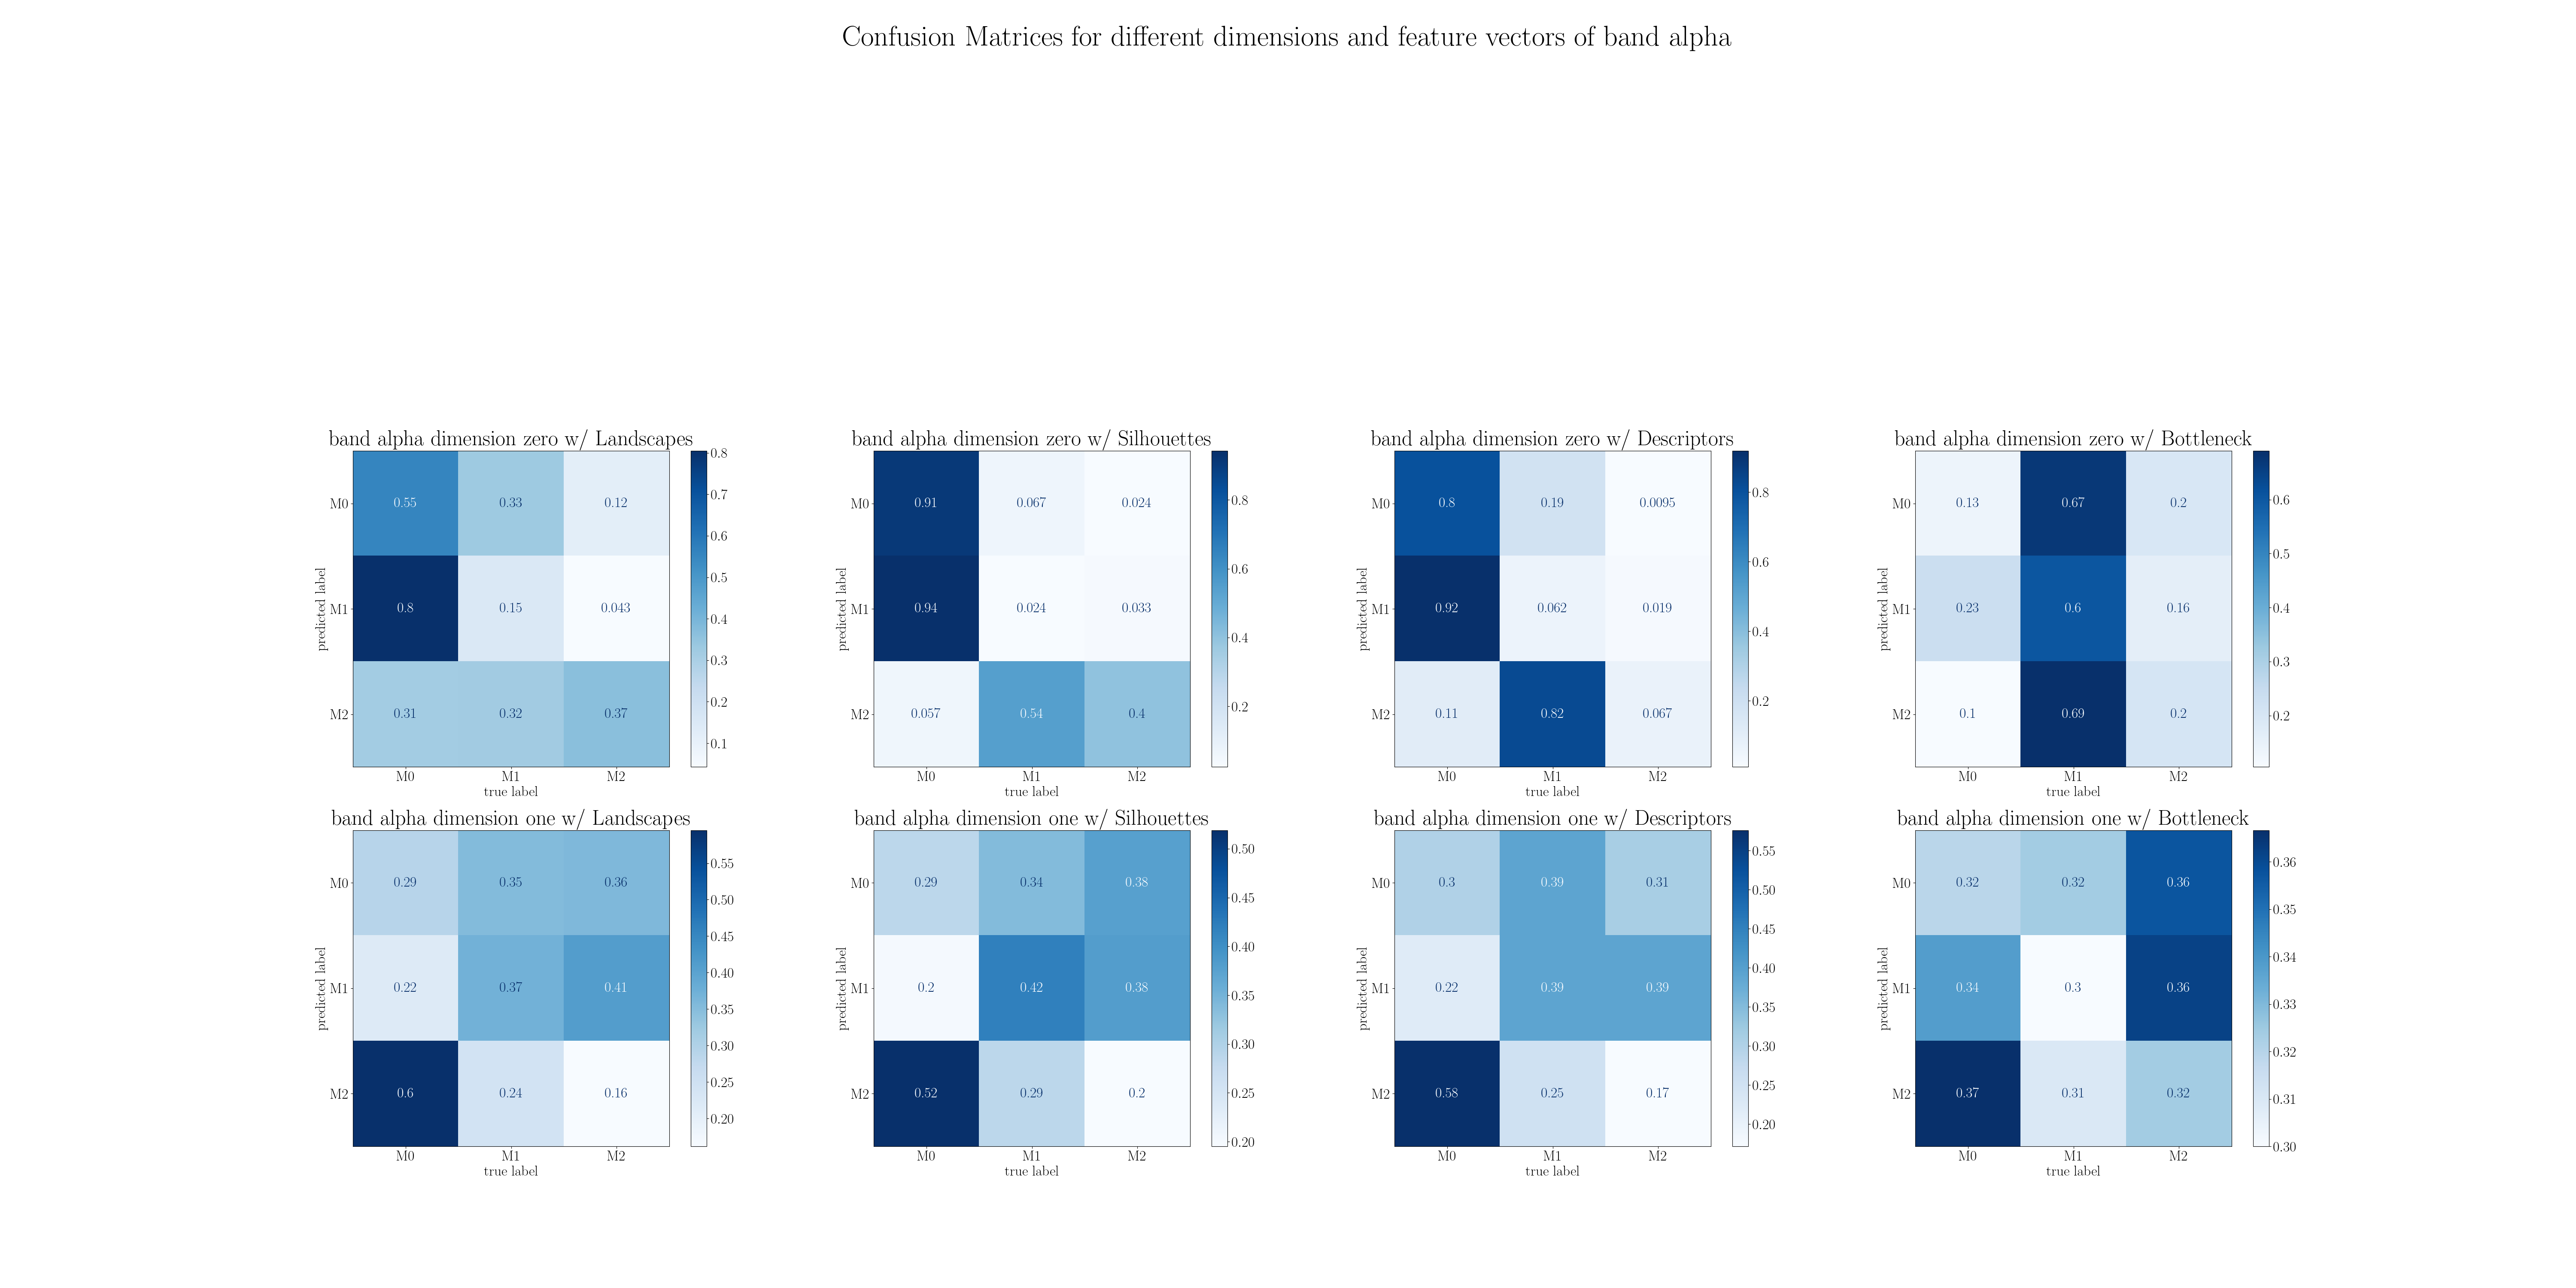 Confusion Matrices for different dimensions and feature vectors of band alpha
band alpha dimension zero w/ Landscapes
predicted label
M0 0.55 0.33 0.12
M1 0.8 0.15 0.043
M2 0.31 0.32 0.37
M0 M1 M2
true label
0.8
0.7
0.6
0.5
0.4
0.3
0.2
0.1
band alpha dimension zero w/ Silhouettes
predicted label
M0 0.91 0.067 0.024
M1 0.94 0.024 0.033
M2 0.057 0.54 0.4
M0 M1 M2
true label
0.8
0.6
0.4
0.2
band alpha dimension zero w/ Descriptors
predicted label
M0 0.8 0.19 0.0095
M1 0.92 0.062 0.019
M2 0.11 0.82 0.067
M0 M1 M2
true label
0.8
0.6
0.4
0.2
band alpha dimension zero w/ Bottleneck
predicted label
M0 0.13 0.67 0.2
M1 0.23 0.6 0.16
M2 0.1 0.69 0.2
M0 M1 M2
true label
0.6
0.5
0.4
0.3
0.2
band alpha dimension one w/ Landscapes
predicted label
M0 0.29 0.35 0.36
M1 0.22 0.37 0.41
M2 0.6 0.24 0.16
M0 M1 M2
true label
0.55
0.50
0.45
0.40
0.35
0.30
0.25
0.20
band alpha dimension one w/ Silhouettes
predicted label
M0 0.29 0.34 0.38
M1 0.2 0.42 0.38
M2 0.52 0.29 0.2
M0 M1 M2
true label
0.50
0.45
0.40
0.35
0.30
0.25
0.20
band alpha dimension one w/ Descriptors
predicted label
M0 0.3 0.39 0.31
M1 0.22 0.39 0.39
M2 0.58 0.25 0.17
M0 M1 M2
true label
0.55
0.50
0.45
0.40
0.35
0.30
0.25
0.20
band alpha dimension one w/ Bottleneck
predicted label
M0 0.32 0.32 0.36
M1 0.34 0.3 0.36
M2 0.37 0.31 0.32
M0 M1 M2
true label
0.36
0.35
0.34
0.33
0.32
0.31
0.30